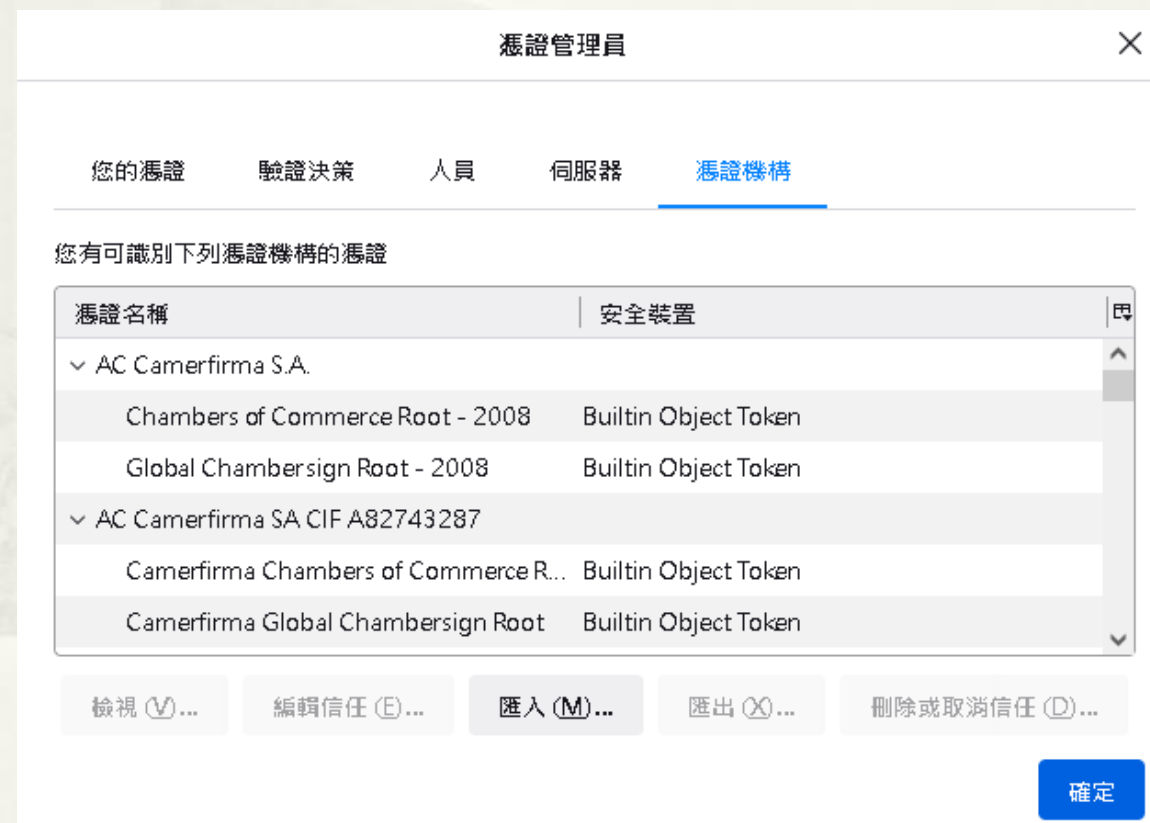 憑證管理員
您的憑證 驗證決策 人員 伺服器 憑證機構
您有可識別下列憑證機構的憑證
憑證名稱 安全裝置
AC Camerfirma S.A.
Chambers of Commerce Root - 2008 Builtin Object Token
Global Chambersign Root - 2008 Builtin Object Token
AC Camerfirma SA CIF A82743287
Camerfirma Chambers of Commerce R... Builtin Object Token
Camerfirma Global Chambersign Root Builtin Object Token
檢視 (V)... 編輯信任 (E)... 匯入 (M)... 匯出 (X)... 刪除或取消信任 (D)...
確定